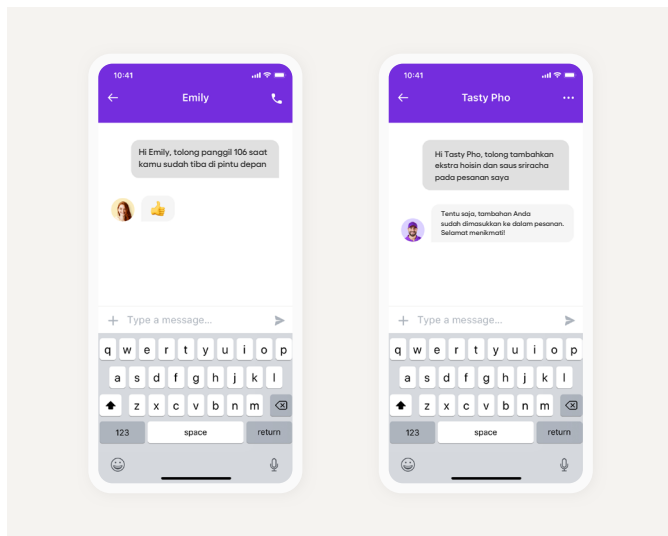 10:41
Emily
Hi Emily, tolong panggil 106 saat
kamu sudah tiba di pintu depan
Type a message...
q w e r t y u i o p
a s d f g h j k l
z x c v b n m
123 space return
10:41
Tasty Pho
Hi Tasty Pho, tolong tambahkan
ekstra hoisin dan saus sriracha
pada pesanan saya
Tentu saja, tambahan Anda
sudah dimasukkan ke dalam pesanan.
Selamat menikmati!
Type a message...
q w e r t y u i o p
a s d f g h j k l
z x c v b n m
123 space return